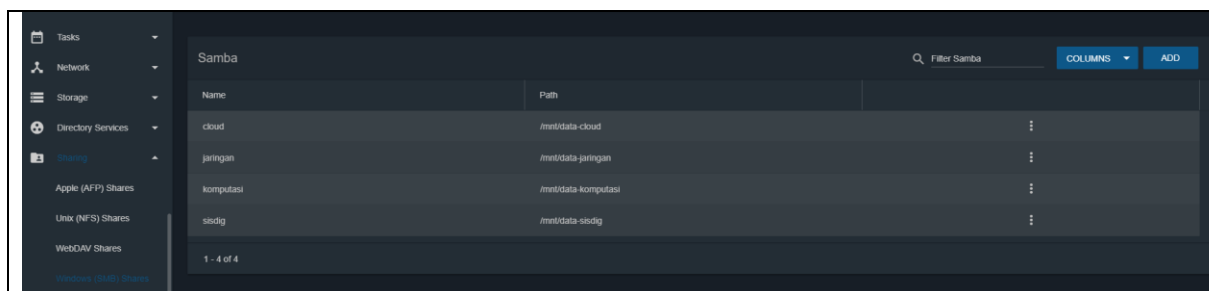 Tasks
Network
Storage
Directory Services
Sharing
Apple (AFP) Shares
Unix (NFS) Shares
WebDAV Shares
Windows (SMB) Shares
Samba
Filter Samba
COLUMNS
ADD
Name Path
cloud /mnt/data-cloud
jaringan /mnt/data-jaringan
komputasi /mnt/data-komputasi
sisdig /mnt/data-sisdig
1 - 4 of 4